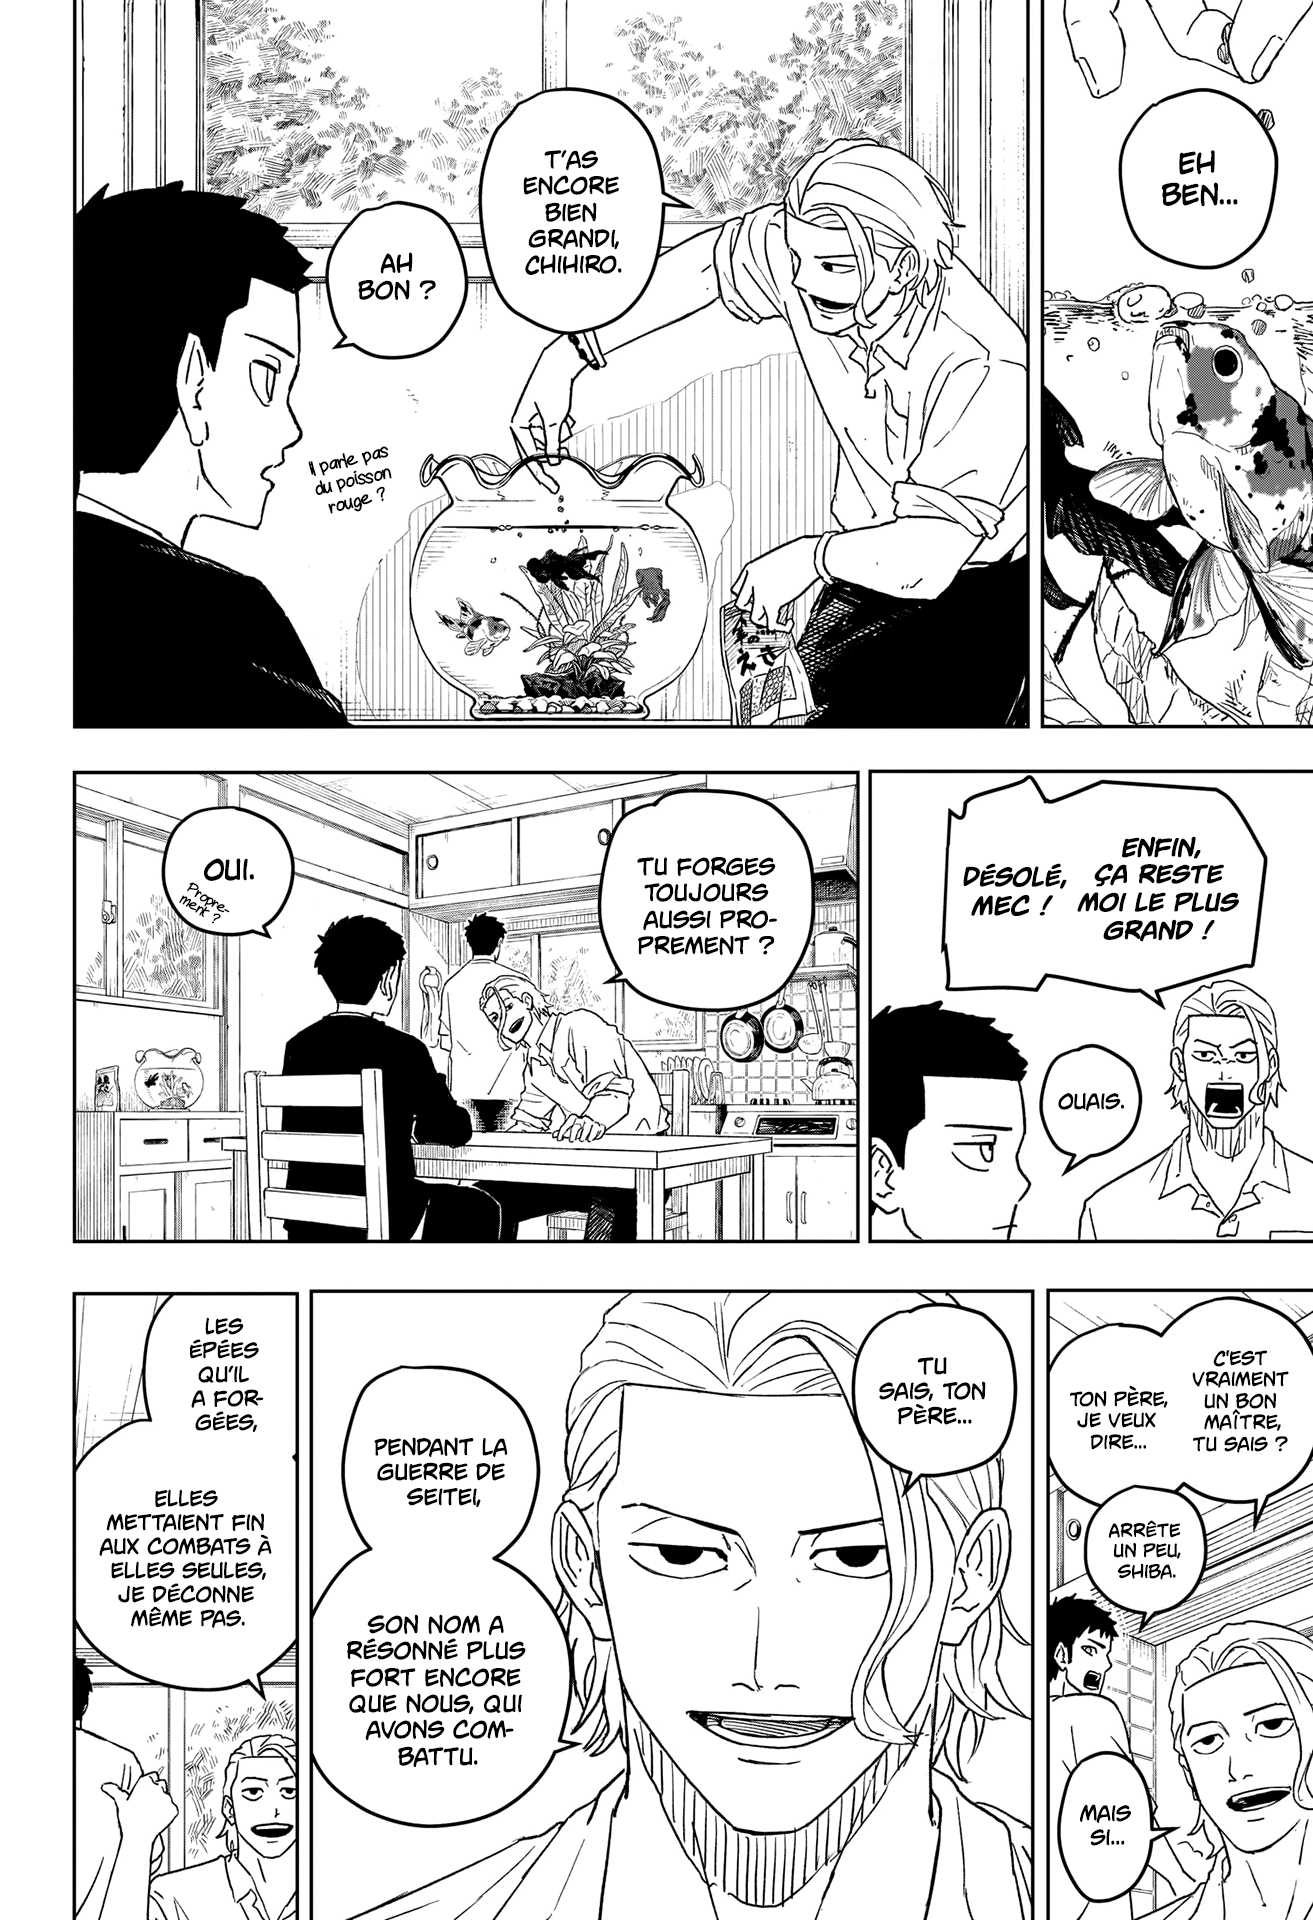 EH
BEN...
T'AS
ENCORE
BIEN
GRANDI,
CHIHIRO.
AH
BON ?
Il parle pas
du poisson
rouge ?
のえさ
ENFIN,
ÇA RESTE
MOI LE PLUS
GRAND !
DÉSOLÉ,
MEC !
OUAIS.
TU FORGES
TOUJOURS
AUSSI PRO-
PREMENT ?
OUI.
Propre-
ment ?
C'EST
VRAIMENT
UN BON
MAÎTRE,
TU SAIS ?
TON PÈRE,
JE VEUX
DIRE...
ARRÊTE
UN PEU,
SHIBA.
MAIS
SI...
TU
SAIS, TON
PÈRE...
PENDANT LA
GUERRE DE
SEITEI,
SON NOM A
RÉSONNÉ PLUS
FORT ENCORE
QUE NOUS, QUI
AVONS COM-
BATTU.
LES
ÉPÉES
QU'IL
A FOR-
GÉES,
ELLES
METTAIENT FIN
AUX COMBATS À
ELLES SEULES,
JE DÉCONNE
MÊME PAS.